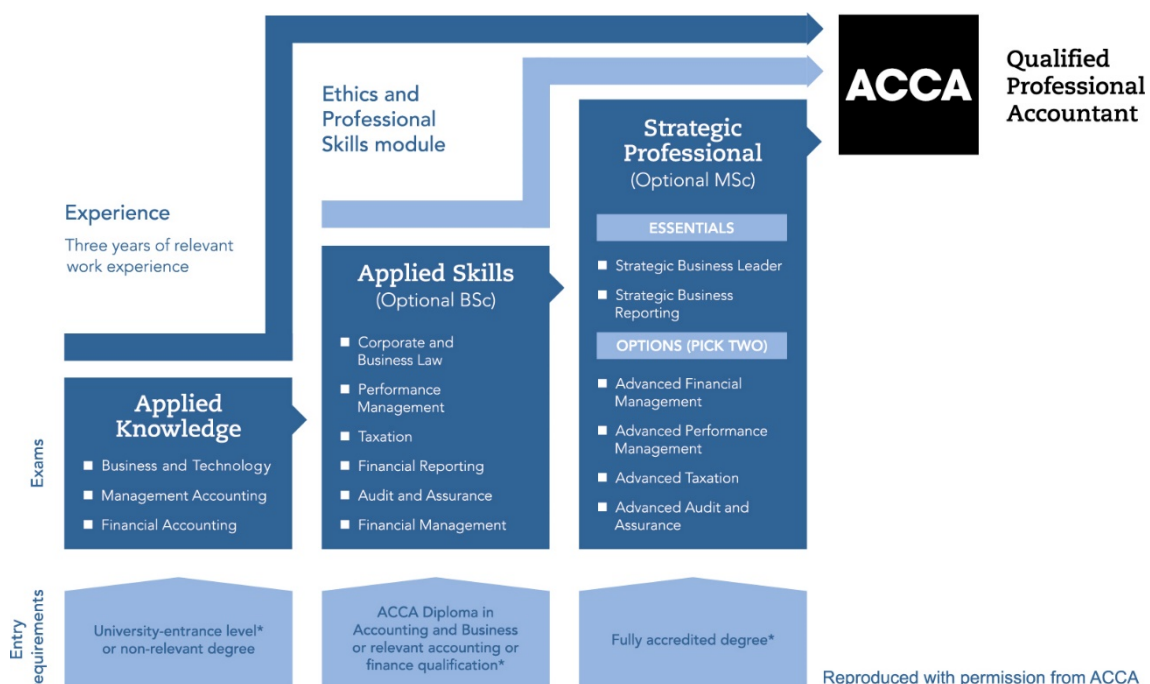 ACCA
Qualified
Professional
Accountant
Ethics and
Professional
Skills module
Experience
Three years of relevant
work experience
Applied
Knowledge
Business and Technology
Management Accounting
Financial Accounting
Applied Skills
(Optional BSc)
Corporate and
Business Law
Performance
Management
Taxation
Financial Reporting
Audit and Assurance
Financial Management
Strategic
Professional
(Optional MSc)
ESSENTIALS
Strategic Business Leader
Strategic Business
Reporting
OPTIONS (PICK TWO)
Advanced Financial
Management
Advanced Performance
Management
Advanced Taxation
Advanced Audit and
Assurance
Exams
Entry
equirements
University-entrance level*
or non-relevant degree
ACCA Diploma in
Accounting and Business
or relevant accounting or
finance qualification*
Fully accredited degree*
Reproduced with permission from ACCA